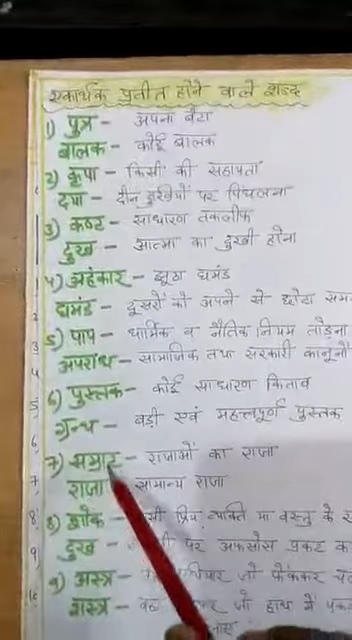 एकार्थक प्रतीत होने वाले शब्द
1) पुत्र - अपना बेटा
बालक - कोई बालक
2) कृपा - किसी की सहायता
दया - दीन दुखियों पर पिघलना
3) कष्ट - साधारण तकलीफ
दुख - आत्मा का दुखी होना
4) अहंकार - झूठा घमंड
घमंड - दूसरों को अपने से छोटा
5) पाप - धार्मिक व नैतिक नियम तोड़ना
अपराध - सामाजिक तथा सरकारी कानूनों
6) पुस्तक - कोई साधारण किताब
ग्रन्थ - बड़ी एवं महत्त्वपूर्ण पुस्तक
7) सम्राट - राजाओं का राजा
राजा - सामान्य राजा
8) शोक - प्रिय व्यक्ति या वस्तु के
दुख - पर अफसोस प्रकट
9) अस्त्र - जो फेंककर
शस्त्र - वह जो हाथ में